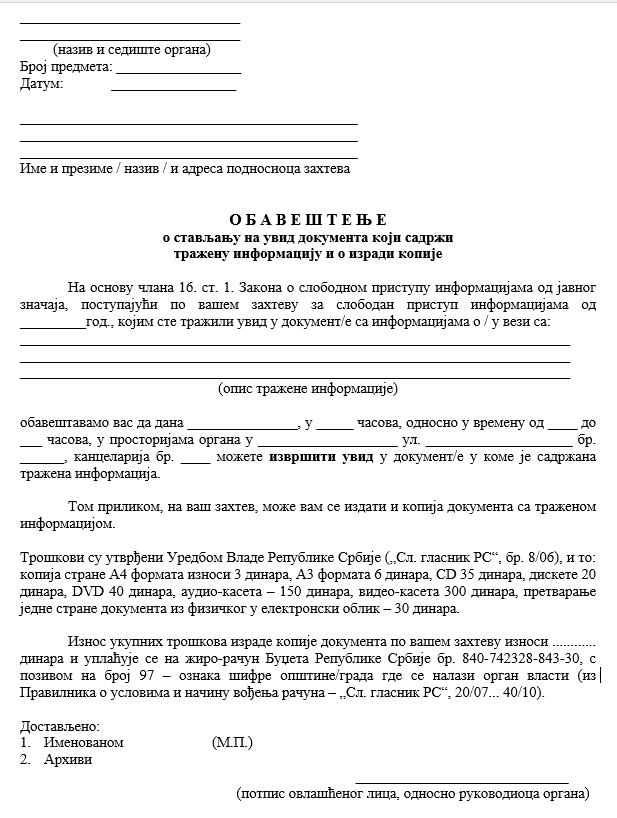 ______________________________
______________________________
(назив и седиште органа)
Број предмета: _________________
Датум: _________________

______________________________________________
______________________________________________
______________________________________________
Име и презиме / назив / и адреса подносиоца захтева

О Б А В Е Ш Т Е Њ Е
о стављању на увид документа који садржи
тражену информацију и о изради копије

На основу члана 16. ст. 1. Закона о слободном приступу информацијама од јавног
значаја, поступајући по вашем захтеву за слободан приступ информацијама од
_________год., којим сте тражили увид у документ/е са информацијама о / у вези са:
___________________________________________________________________________
___________________________________________________________________________
___________________________________________________________________________
(опис тражене информације)

обавештавамо вас да дана _______________, у _____ часова, односно у времену од ____ до
___ часова, у просторијама органа у ___________________ ул. ____________________ бр.
______, канцеларија бр. ____ можете извршити увид у документ/е у коме је садржана
тражена информација.

Том приликом, на ваш захтев, може вам се издати и копија документа са траженом
информацијом.

Трошкови су утврђени Уредбом Владе Републике Србије („Сл. гласник РС“, бр. 8/06), и то:
копија стране А4 формата износи 3 динара, А3 формата 6 динара, CD 35 динара, дискете 20
динара, DVD 40 динара, аудио-касета – 150 динара, видео-касета 300 динара, претварање
једне стране документа из физичког у електронски облик – 30 динара.

Износ укупних трошкова израде копије документа по вашем захтеву износи ............
динара и уплаћује се на жиро-рачун Буџета Републике Србије бр. 840-742328-843-30, с
позивом на број 97 – ознака шифре општине/града где се налази орган власти (из
Правилника о условима и начину вођења рачуна – „Сл. гласник РС“, 20/07... 40/10).

Достављено:
1. Именованом (М.П.)
2. Архиви
_____________________________
(потпис овлашћеног лица, односно руководиоца органа)